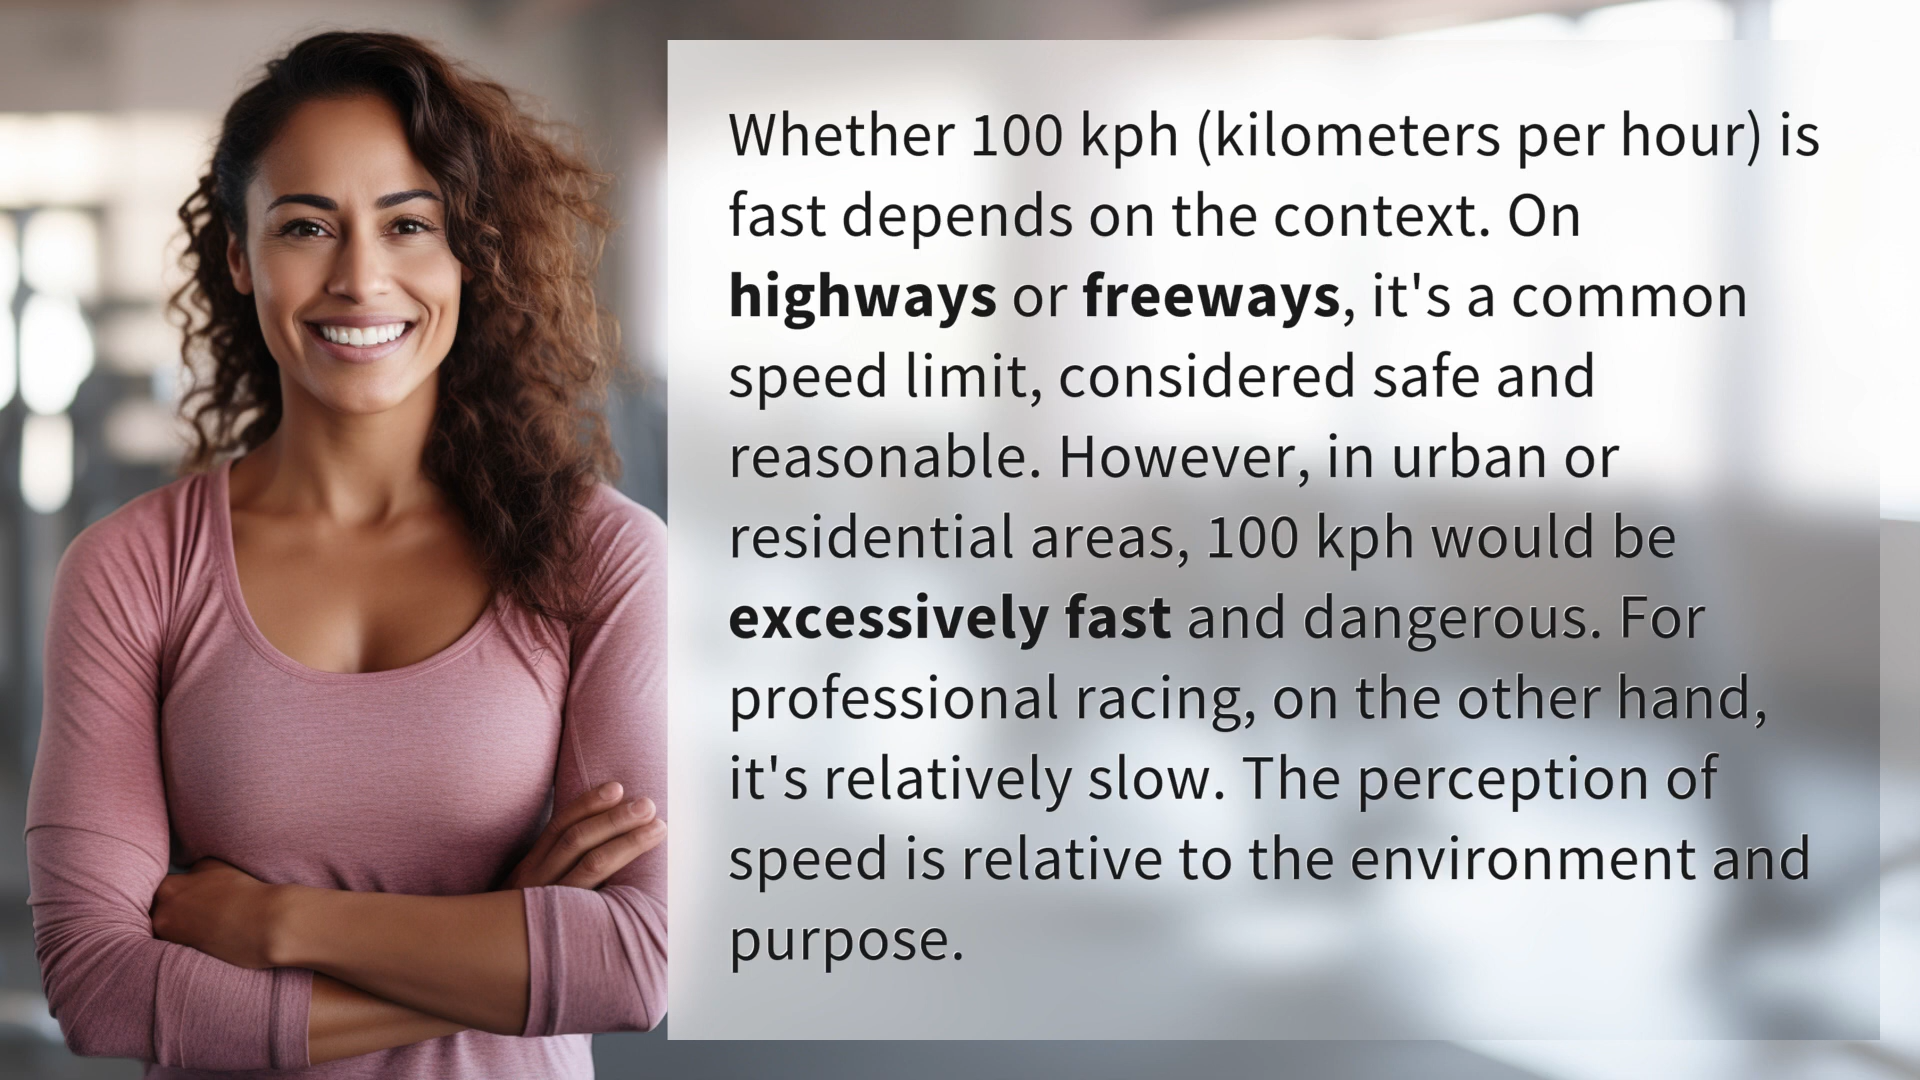 Whether 100 kph (kilometers per hour) is
fast depends on the context. On
highways or freeways, it's a common
speed limit, considered safe and
reasonable. However, in urban or
residential areas, 100 kph would be
excessively fast and dangerous. For
professional racing, on the other hand,
it's relatively slow. The perception of
speed is relative to the environment and
purpose.